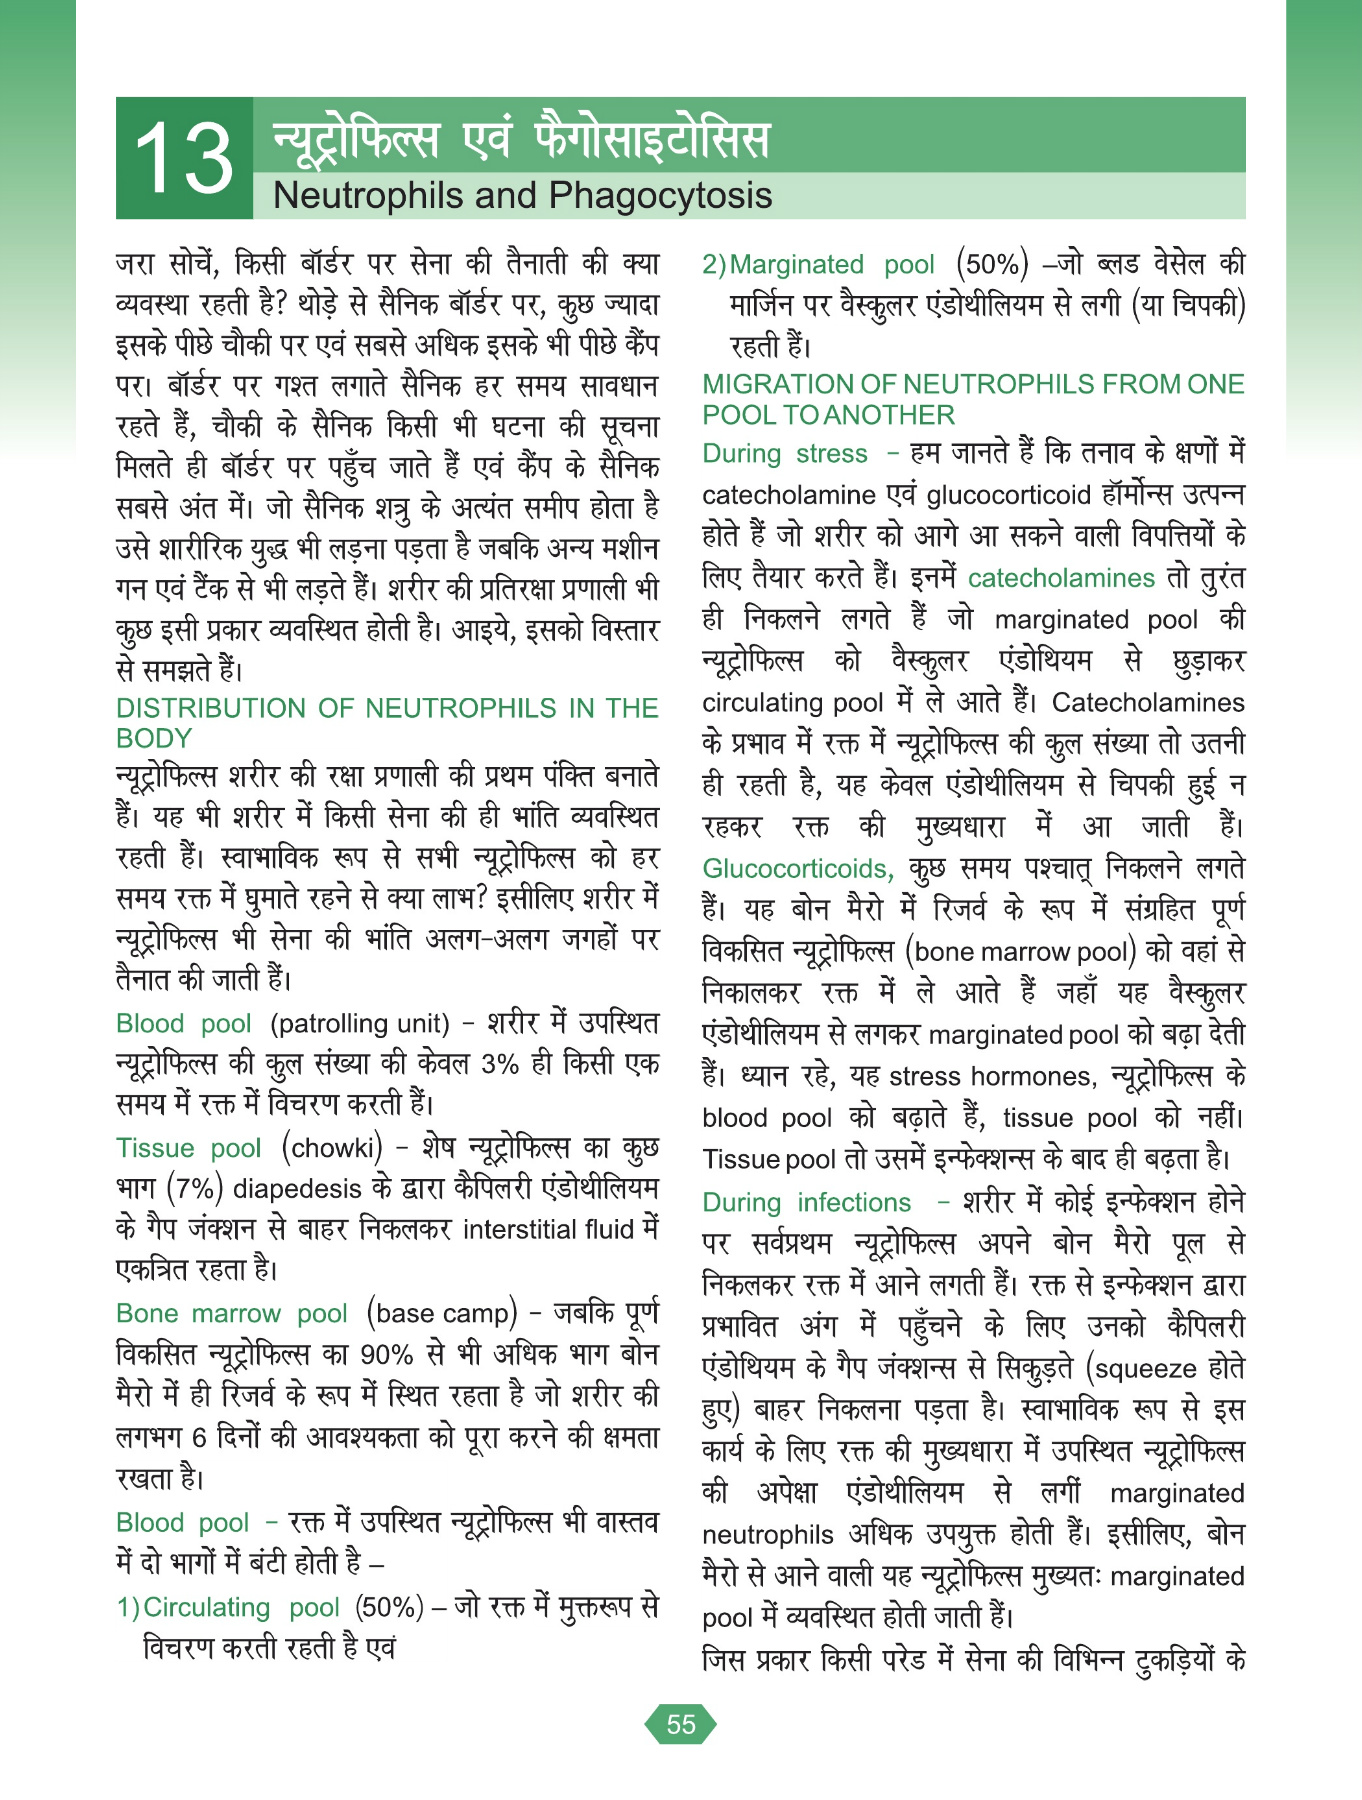 13
न्यूट्रोफिल्स एवं फैगोसाइटोसिस
Neutrophils and Phagocytosis
जरा सोचें, किसी बॉर्डर पर सेना की तैनाती की क्या
व्यवस्था रहती है? थोड़े से सैनिक बॉर्डर पर, कुछ ज्यादा
इसके पीछे चौकी पर एवं सबसे अधिक इसके भी पीछे कैंप
पर। बॉर्डर पर गश्त लगाते सैनिक हर समय सावधान
रहते हैं, चौकी के सैनिक किसी भी घटना की सूचना
मिलते ही बॉर्डर पर पहुँच जाते हैं एवं कैंप के सैनिक
सबसे अंत में। जो सैनिक शत्रु के अत्यंत समीप होता है
उसे शारीरिक युद्ध भी लड़ना पड़ता है जबकि अन्य मशीन
गन एवं टैंक से भी लड़ते हैं। शरीर की प्रतिरक्षा प्रणाली भी
कुछ इसी प्रकार व्यवस्थित होती है। आइये, इसको विस्तार
से समझते हैं।
DISTRIBUTION OF NEUTROPHILS IN THE
BODY
न्यूट्रोफिल्स शरीर की रक्षा प्रणाली की प्रथम पंक्ति बनाते
हैं। यह भी शरीर में किसी सेना की ही भांति व्यवस्थित
रहती हैं। स्वाभाविक रूप से सभी न्यूट्रोफिल्स को हर
समय रक्त में घुमाते रहने से क्या लाभ? इसीलिए शरीर में
न्यूट्रोफिल्स भी सेना की भांति अलग-अलग जगहों पर
तैनात की जाती हैं।
Blood pool (patrolling unit) - शरीर में उपस्थित
न्यूट्रोफिल्स की कुल संख्या की केवल 3% ही किसी एक
समय में रक्त में विचरण करती हैं।
Tissue pool (chowki) - शेष न्यूट्रोफिल्स का कुछ
भाग (7%) diapedesis के द्वारा कैपिलरी एंडोथीलियम
के गैप जंक्शन से बाहर निकलकर interstitial fluid में
एकत्रित रहता है।
Bone marrow pool (base camp) - जबकि पूर्ण
विकसित न्यूट्रोफिल्स का 90% से भी अधिक भाग बोन
मैरो में ही रिजर्व के रूप में स्थित रहता है जो शरीर की
लगभग 6 दिनों की आवश्यकता को पूरा करने की क्षमता
रखता है।
Blood pool - रक्त में उपस्थित न्यूट्रोफिल्स भी वास्तव
में दो भागों में बंटी होती है –
1) Circulating pool (50%) – जो रक्त में मुक्तरूप से
विचरण करती रहती है एवं
2) Marginated pool (50%) –जो ब्लड वेसेल की
मार्जिन पर वैस्कुलर एंडोथीलियम से लगी (या चिपकी)
रहती हैं।
MIGRATION OF NEUTROPHILS FROM ONE
POOL TO ANOTHER
During stress - हम जानते हैं कि तनाव के क्षणों में
catecholamine एवं glucocorticoid हॉर्मोन्स उत्पन्न
होते हैं जो शरीर को आगे आ सकने वाली विपत्तियों के
लिए तैयार करते हैं। इनमें catecholamines तो तुरंत
ही निकलने लगते हैं जो marginated pool की
न्यूट्रोफिल्स को वैस्कुलर एंडोथियम से छुड़ाकर
circulating pool में ले आते हैं। Catecholamines
के प्रभाव में रक्त में न्यूट्रोफिल्स की कुल संख्या तो उतनी
ही रहती है, यह केवल एंडोथीलियम से चिपकी हुई न
रहकर रक्त की मुख्यधारा में आ जाती हैं।
Glucocorticoids, कुछ समय पश्चात् निकलने लगते
हैं। यह बोन मैरो में रिजर्व के रूप में संग्रहित पूर्ण
विकसित न्यूट्रोफिल्स (bone marrow pool) को वहां से
निकालकर रक्त में ले आते हैं जहाँ यह वैस्कुलर
एंडोथीलियम से लगकर marginated pool को बढ़ा देती
हैं। ध्यान रहे, यह stress hormones, न्यूट्रोफिल्स के
blood pool को बढ़ाते हैं, tissue pool को नहीं।
Tissue pool तो उसमें इन्फेक्शन्स के बाद ही बढ़ता है।
During infections - शरीर में कोई इन्फेक्शन होने
पर सर्वप्रथम न्यूट्रोफिल्स अपने बोन मैरो पूल से
निकलकर रक्त में आने लगती हैं। रक्त से इन्फेक्शन द्वारा
प्रभावित अंग में पहुँचने के लिए उनको कैपिलरी
एंडोथियम के गैप जंक्शन्स से सिकुड़ते (squeeze होते
हुए) बाहर निकलना पड़ता है। स्वाभाविक रूप से इस
कार्य के लिए रक्त की मुख्यधारा में उपस्थित न्यूट्रोफिल्स
की अपेक्षा एंडोथीलियम से लगीं marginated
neutrophils अधिक उपयुक्त होती हैं। इसीलिए, बोन
मैरो से आने वाली यह न्यूट्रोफिल्स मुख्यतः marginated
pool में व्यवस्थित होती जाती हैं।
जिस प्रकार किसी परेड में सेना की विभिन्न टुकड़ियों के
55